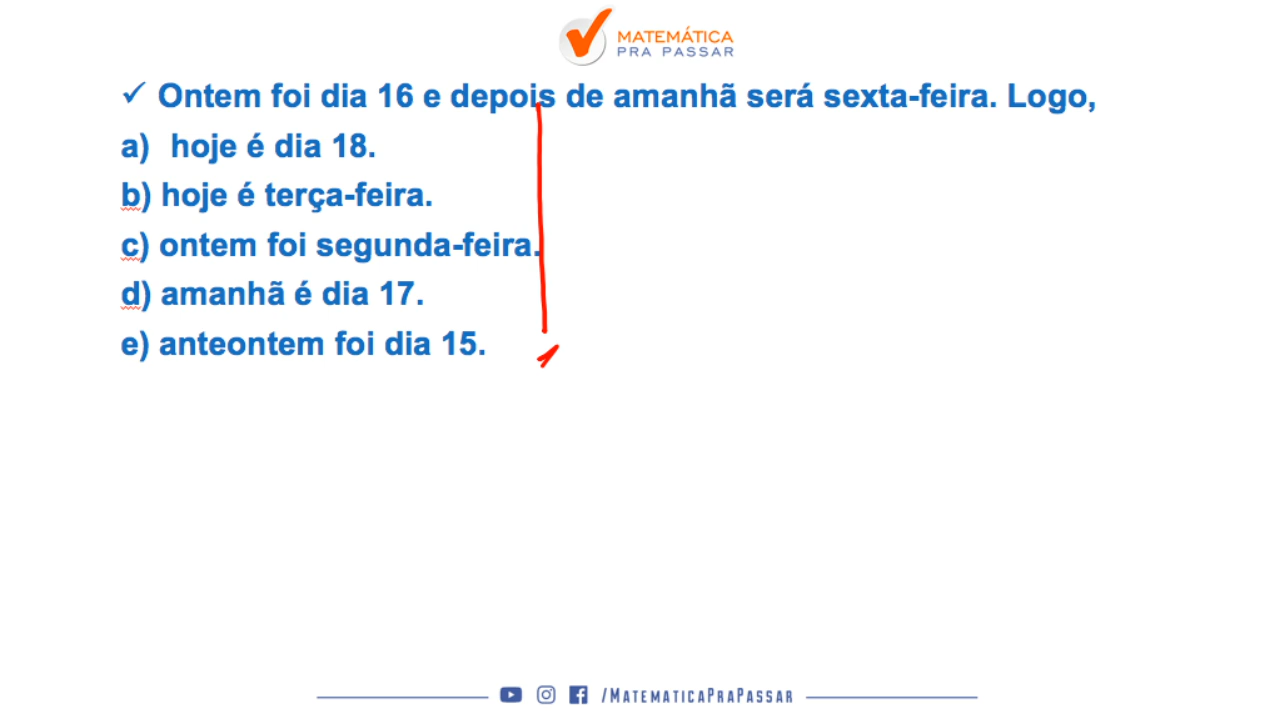 MATEMÁTICA
PRA PASSAR
✓ Ontem foi dia 16 e depois de amanhã será sexta-feira. Logo,
a) hoje é dia 18.
b) hoje é terça-feira.
c) ontem foi segunda-feira.
d) amanhã é dia 17.
e) anteontem foi dia 15.
/MATEMATICAPRAPASSAR